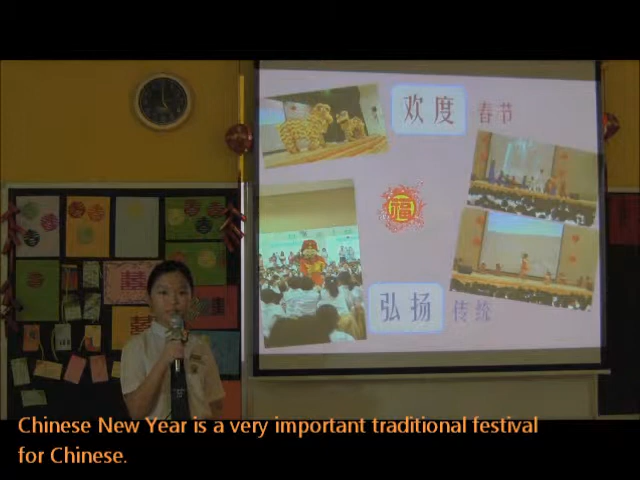 欢度 春节
福
弘扬 传统
囍
Chinese New Year is a very important traditional festival
for Chinese.